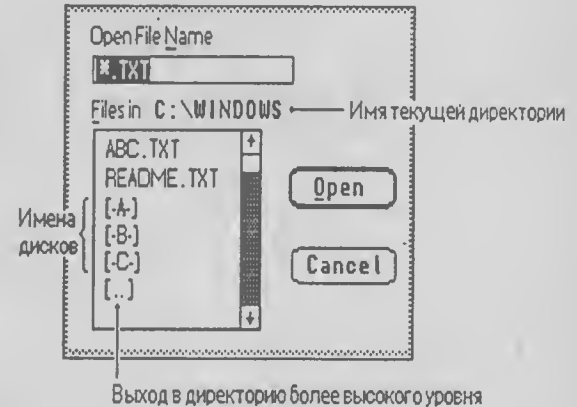 Open File Name
*.TXT
Files in C:\WINDOWS
Имя текущей директории
ABC.TXT
README.TXT
[-A-]
[-B-]
[-C-]
[..]
Имена
дисков
Open
Cancel
Выход в директорию более высокого уровня